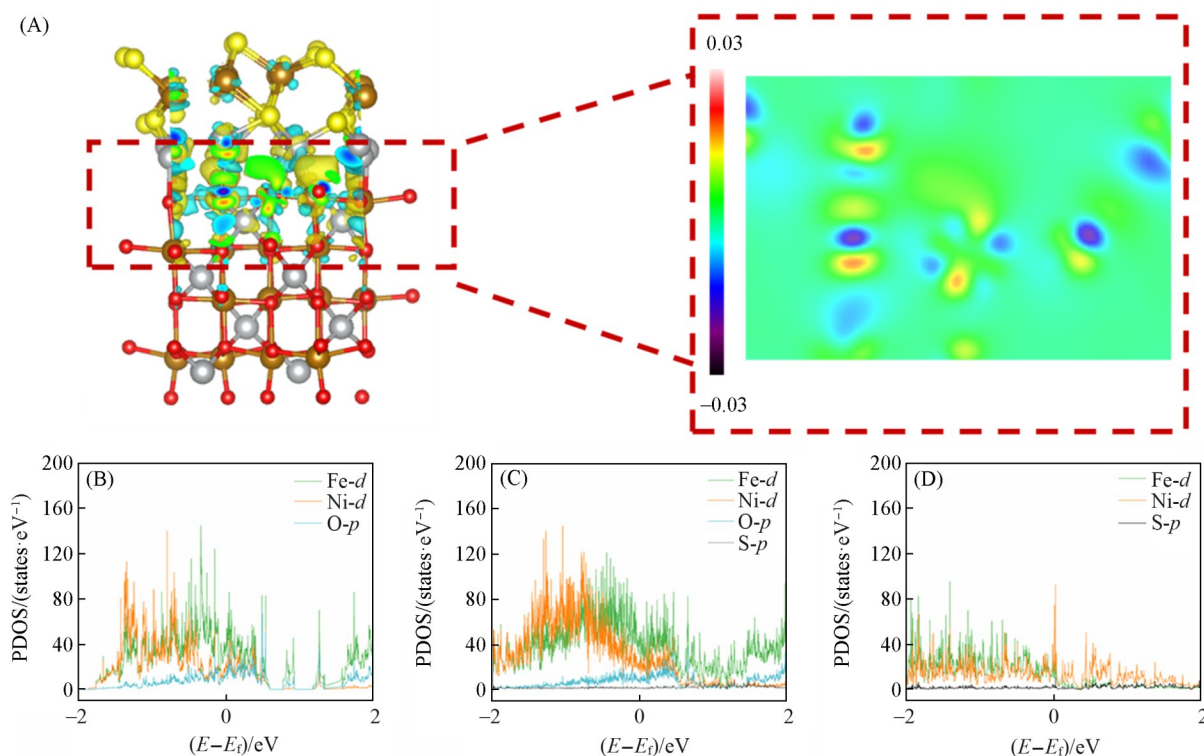 (A)
0.03
−0.03
(B)
Fe-d
Ni-d
O-p
PDOS/(states·eV⁻¹)
200
160
120
80
40
0
−2
0
2
(E−Ef)/eV
(C)
Fe-d
Ni-d
O-p
S-p
PDOS/(states·eV⁻¹)
200
160
120
80
40
0
−2
0
2
(E−Ef)/eV
(D)
Fe-d
Ni-d
S-p
PDOS/(states·eV⁻¹)
200
160
120
80
40
0
−2
0
2
(E−Ef)/eV